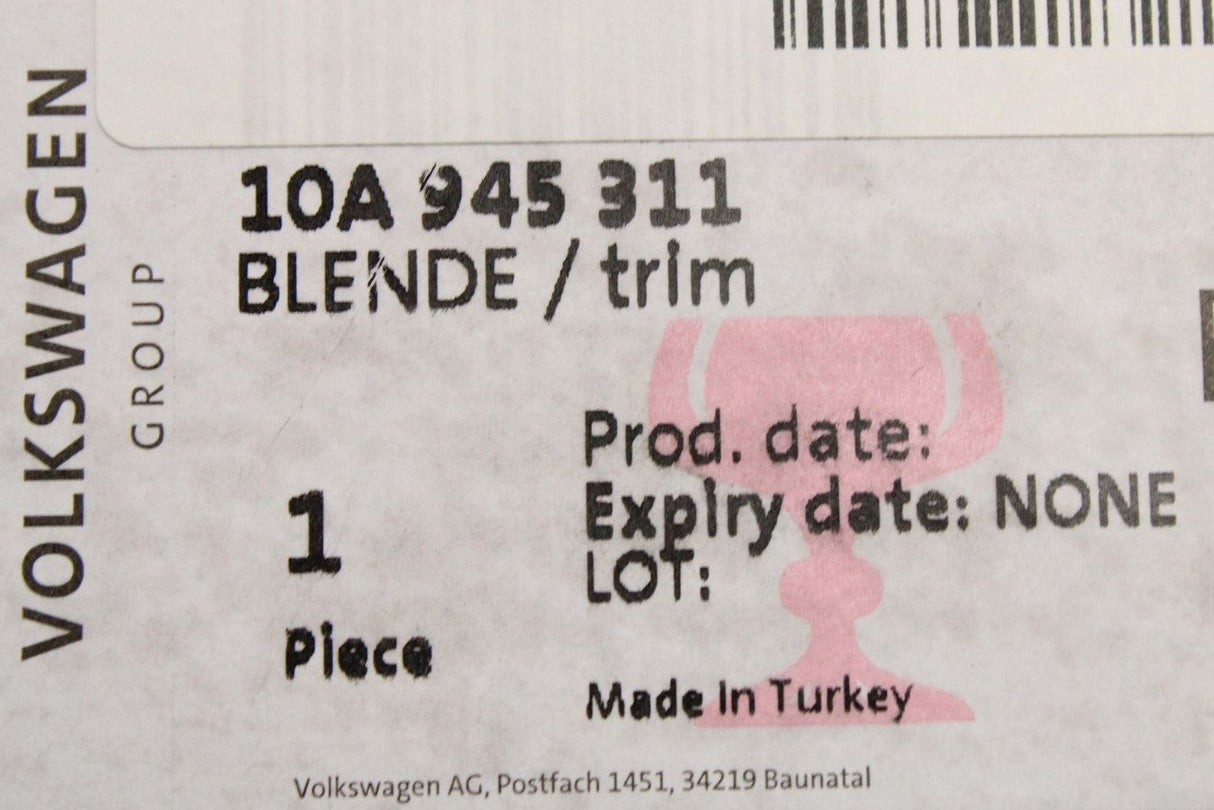 VOLKSWAGEN
GROUP
10A 945 311
BLENDE / trim
Prod. date:
Expiry date: NONE
LOT:
1
Piece
Made In Turkey
Volkswagen AG, Postfach 1451, 34219 Baunatal